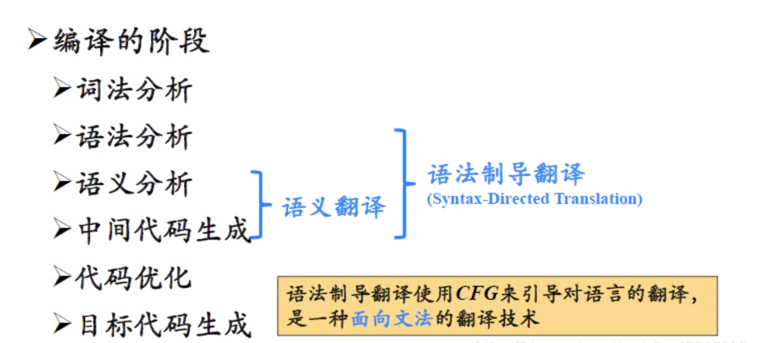 ➢编译的阶段
➢词法分析
➢语法分析
➢语义分析
➢中间代码生成
➢代码优化
➢目标代码生成
语义翻译
语法制导翻译
(Syntax-Directed Translation)
语法制导翻译使用CFG来引导对语言的翻译，
是一种面向文法的翻译技术